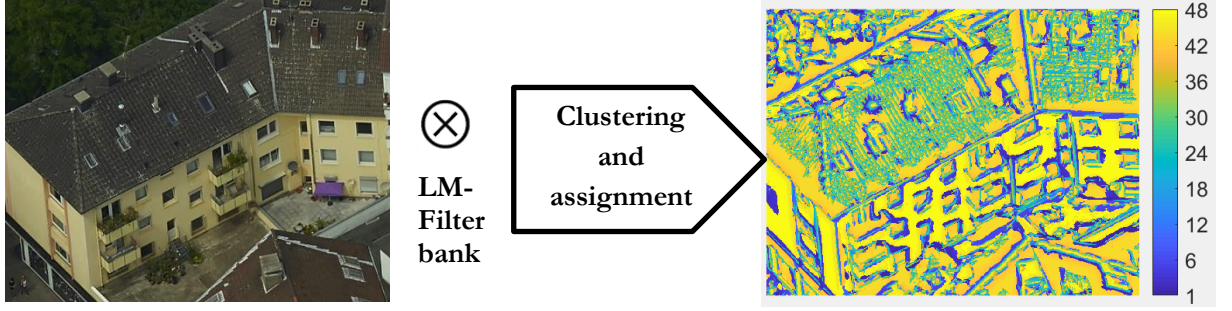 LM-
Filter
bank
Clustering
and
assignment
48
42
36
30
24
18
12
6
1